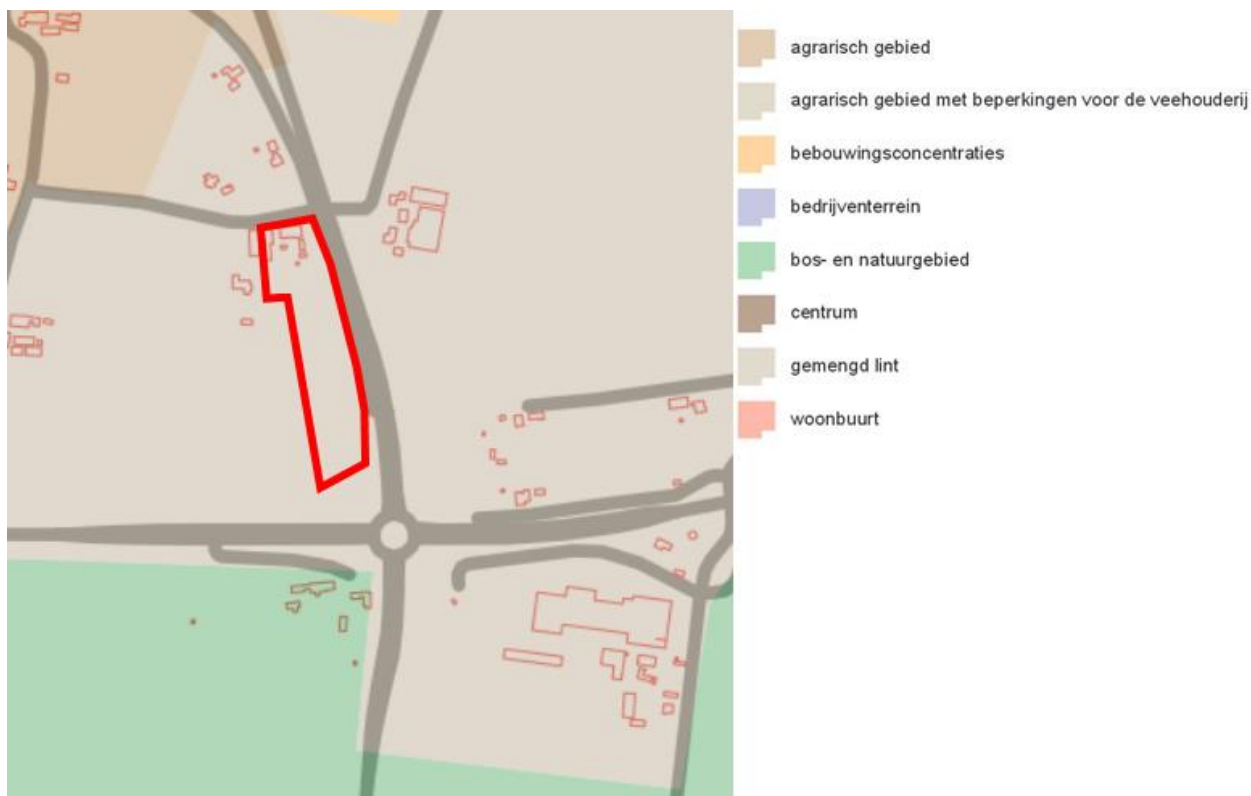 agrarisch gebied
agrarisch gebied met beperkingen voor de veehouderij
bebouwingsconcentraties
bedrijventerrein
bos- en natuurgebied
centrum
gemengd lint
woonbuurt